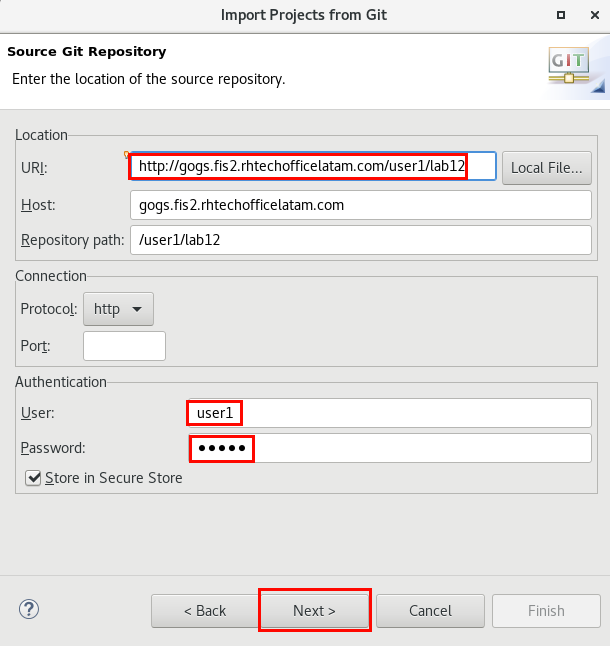 Import Projects from Git
Source Git Repository
Enter the location of the source repository.
GIT
Location
URI: http://gogs.fis2.rhtechofficelatam.com/user1/lab12 Local File...
Host: gogs.fis2.rhtechofficelatam.com
Repository path: /user1/lab12
Connection
Protocol: http
Port:
Authentication
User: user1
Password: ●●●●●
Store in Secure Store
? < Back Next > Cancel Finish